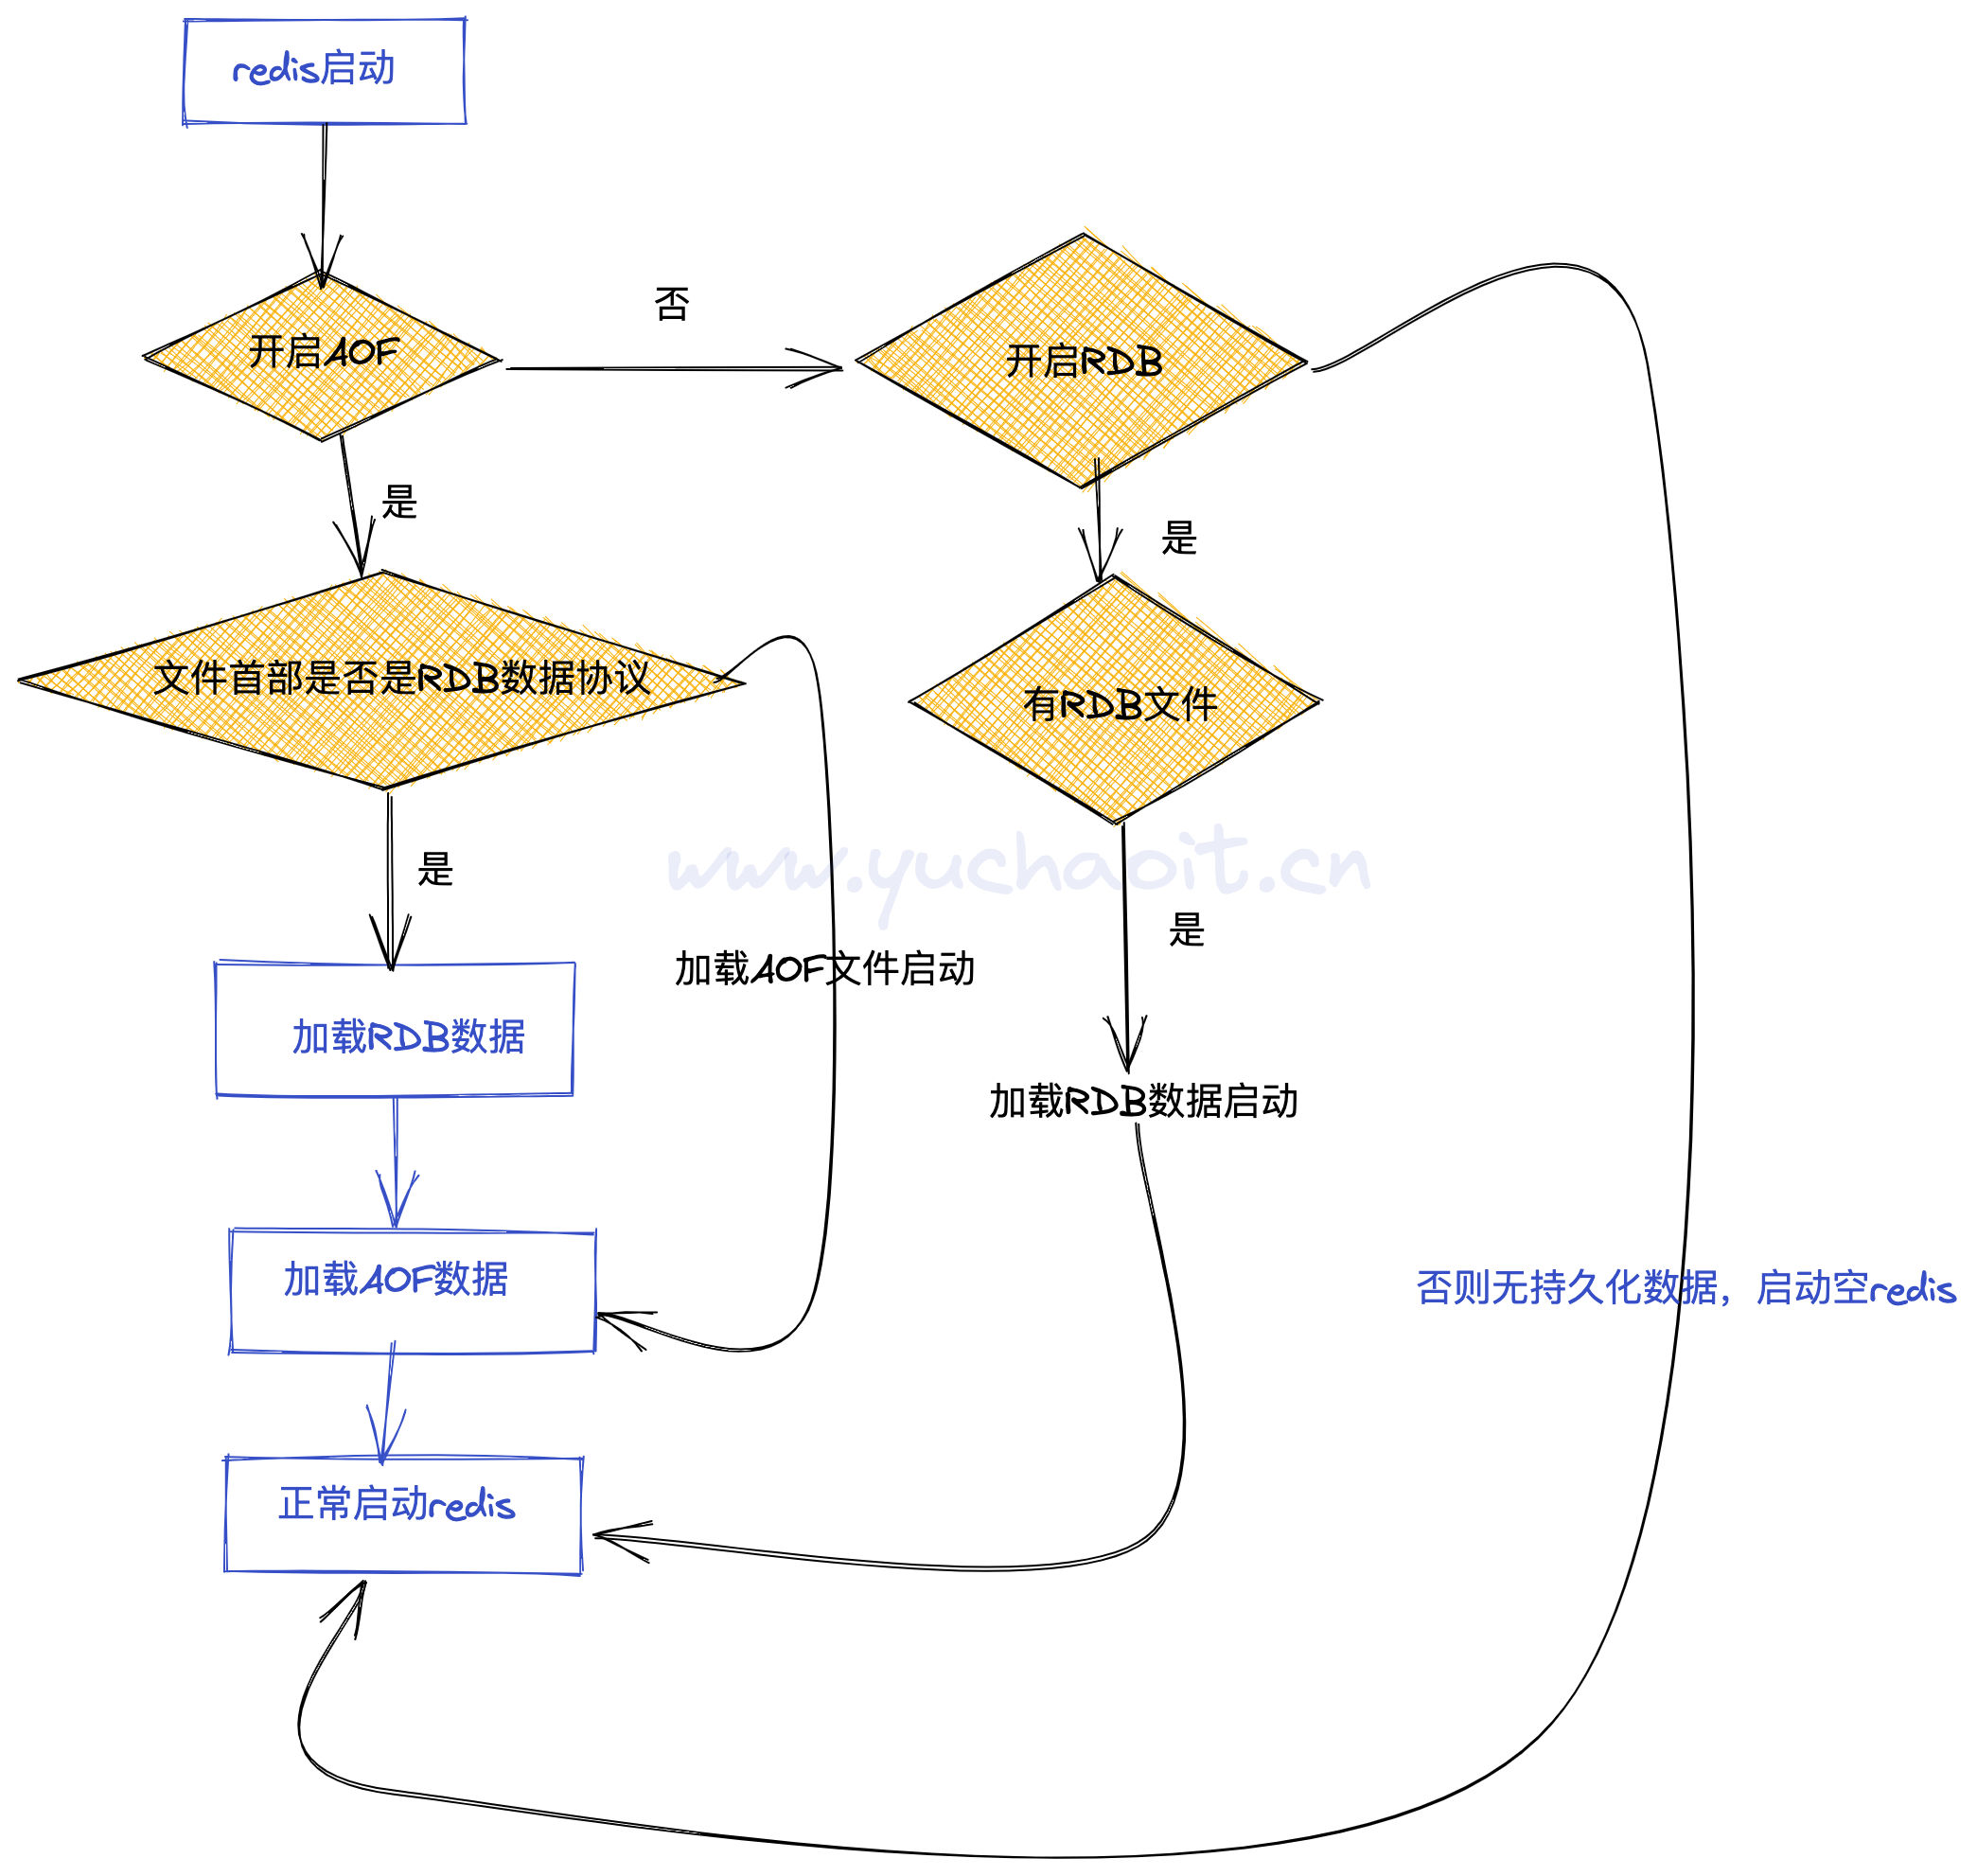 redis启动
开启AOF
否
开启RDB
是
是
文件首部是否是RDB数据协议
有RDB文件
www.yuchaoit.cn
是
是
加载AOF文件启动
加载RDB数据
加载RDB数据启动
加载AOF数据
否则无持久化数据，启动空redis
正常启动redis